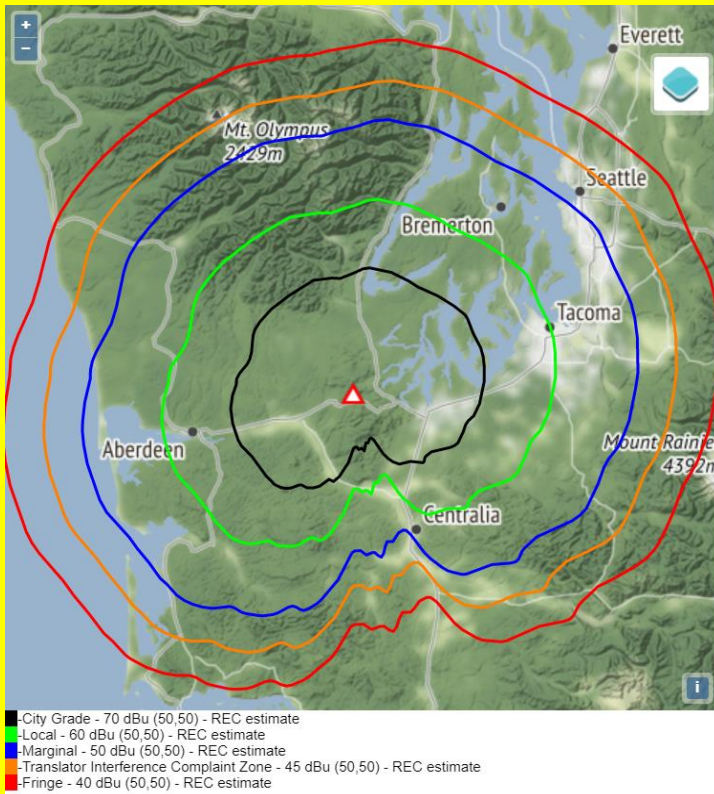 +
Everett
−
Mt. Olympus
2429m
Seattle
Bremerton
Tacoma
Aberdeen
Mount Rainie
4392m
Centralia
i
-City Grade - 70 dBu (50,50) - REC estimate
-Local - 60 dBu (50,50) - REC estimate
-Marginal - 50 dBu (50,50) - REC estimate
-Translator Interference Complaint Zone - 45 dBu (50,50) - REC estimate
-Fringe - 40 dBu (50,50) - REC estimate